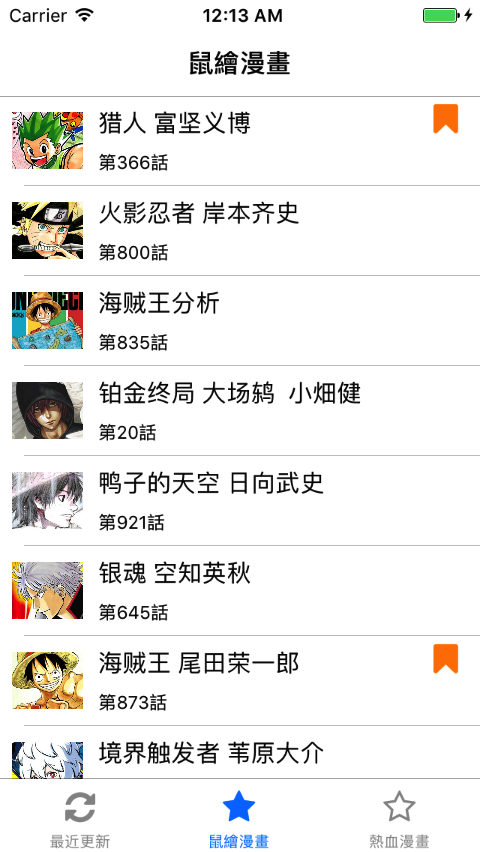 Carrier 12:13 AM
鼠繪漫畫
猎人 富坚义博
第366話
火影忍者 岸本齐史
第800話
海贼王分析
第835話
铂金终局 大场鸫  小畑健
第20話
鸭子的天空 日向武史
第921話
银魂 空知英秋
第645話
海贼王 尾田荣一郎
第873話
境界触发者 苇原大介
最近更新 鼠繪漫畫 熱血漫畫